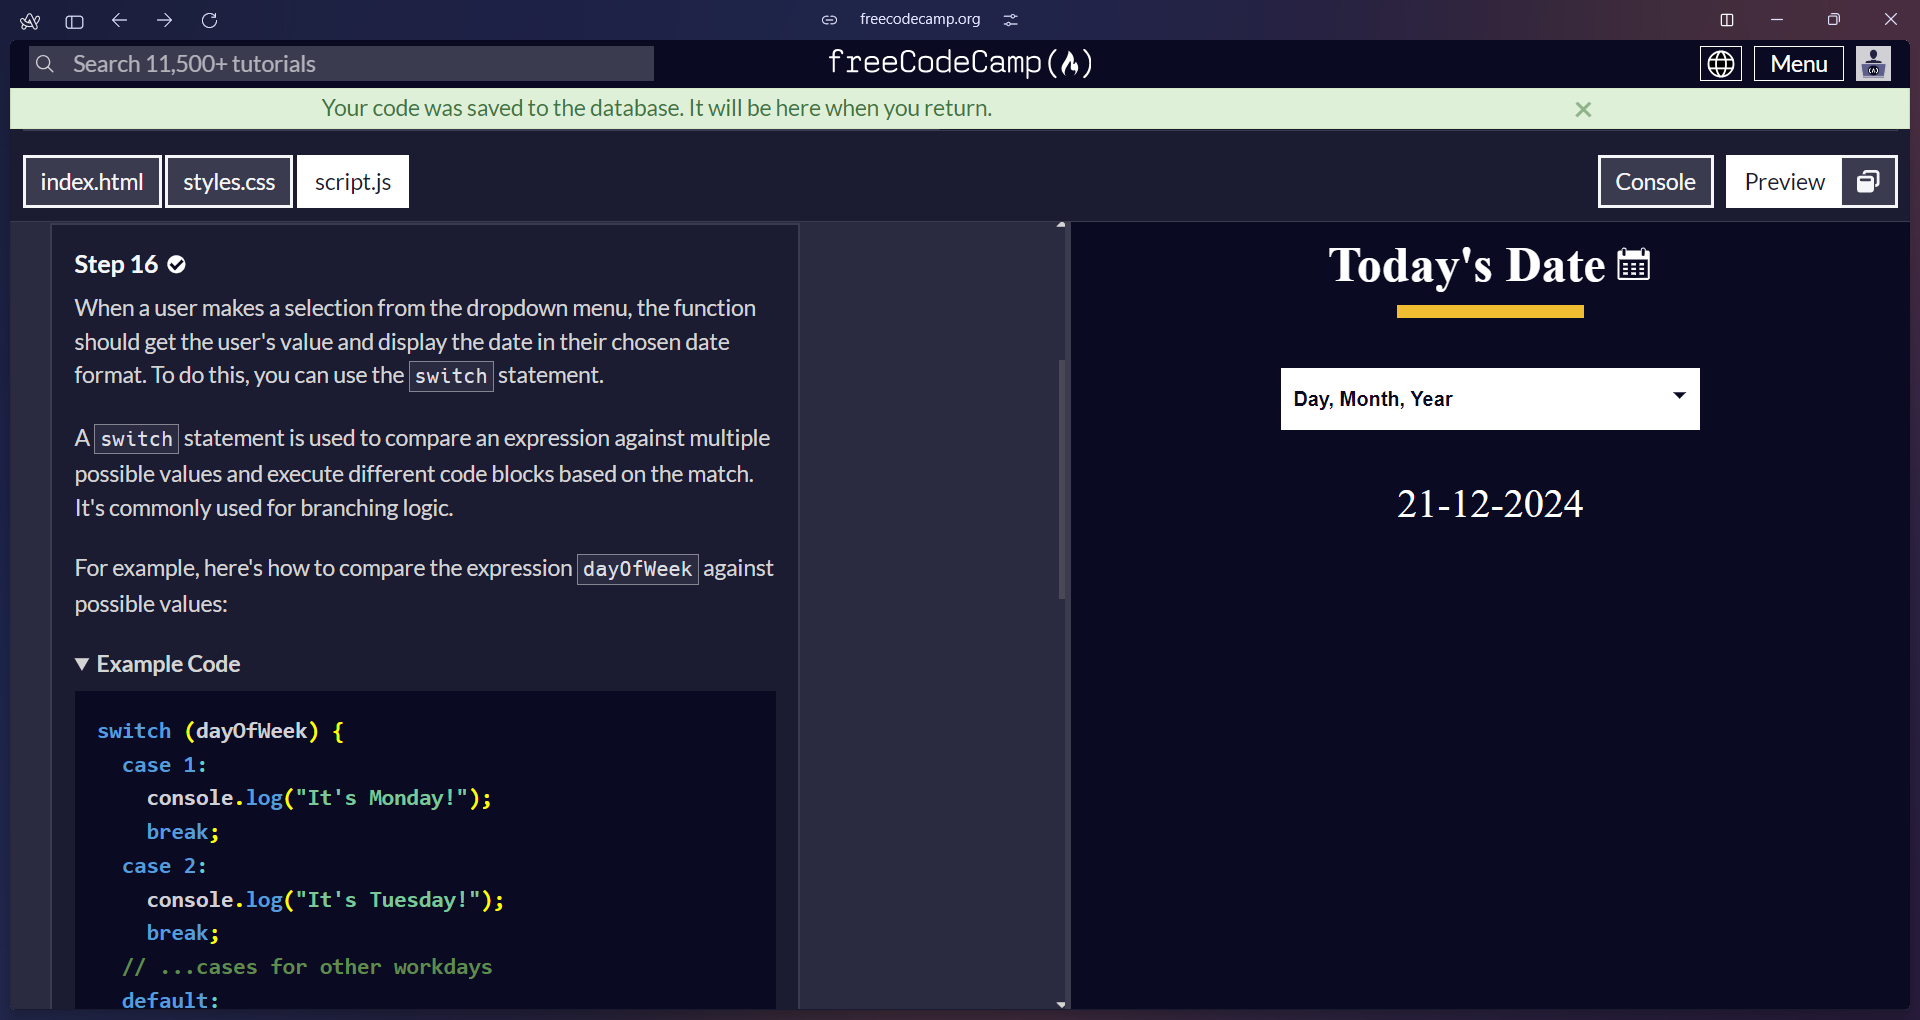 freecodecamp.org
Search 11,500+ tutorials
freeCodeCamp(🔥)
Menu
Your code was saved to the database. It will be here when you return.
index.html
styles.css
script.js
Console
Preview
Step 16
When a user makes a selection from the dropdown menu, the function
should get the user's value and display the date in their chosen date
format. To do this, you can use the switch statement.
A switch statement is used to compare an expression against multiple
possible values and execute different code blocks based on the match.
It's commonly used for branching logic.
For example, here's how to compare the expression dayOfWeek against
possible values:
Example Code
switch (dayOfWeek) {
case 1:
console.log("It's Monday!");
break;
case 2:
console.log("It's Tuesday!");
break;
// ...cases for other workdays
default:
Today's Date
Day, Month, Year
21-12-2024